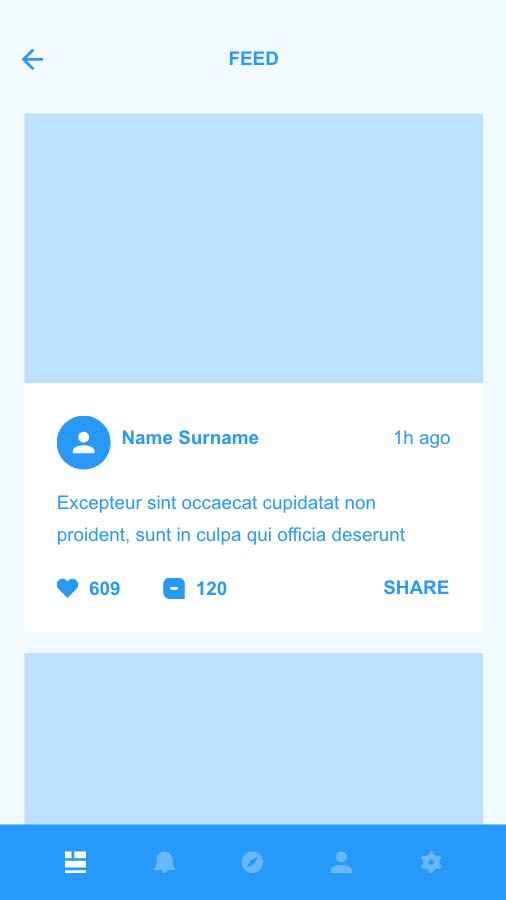 FEED
Name Surname
1h ago
Excepteur sint occaecat cupidatat non
proident, sunt in culpa qui officia deserunt
609
120
SHARE